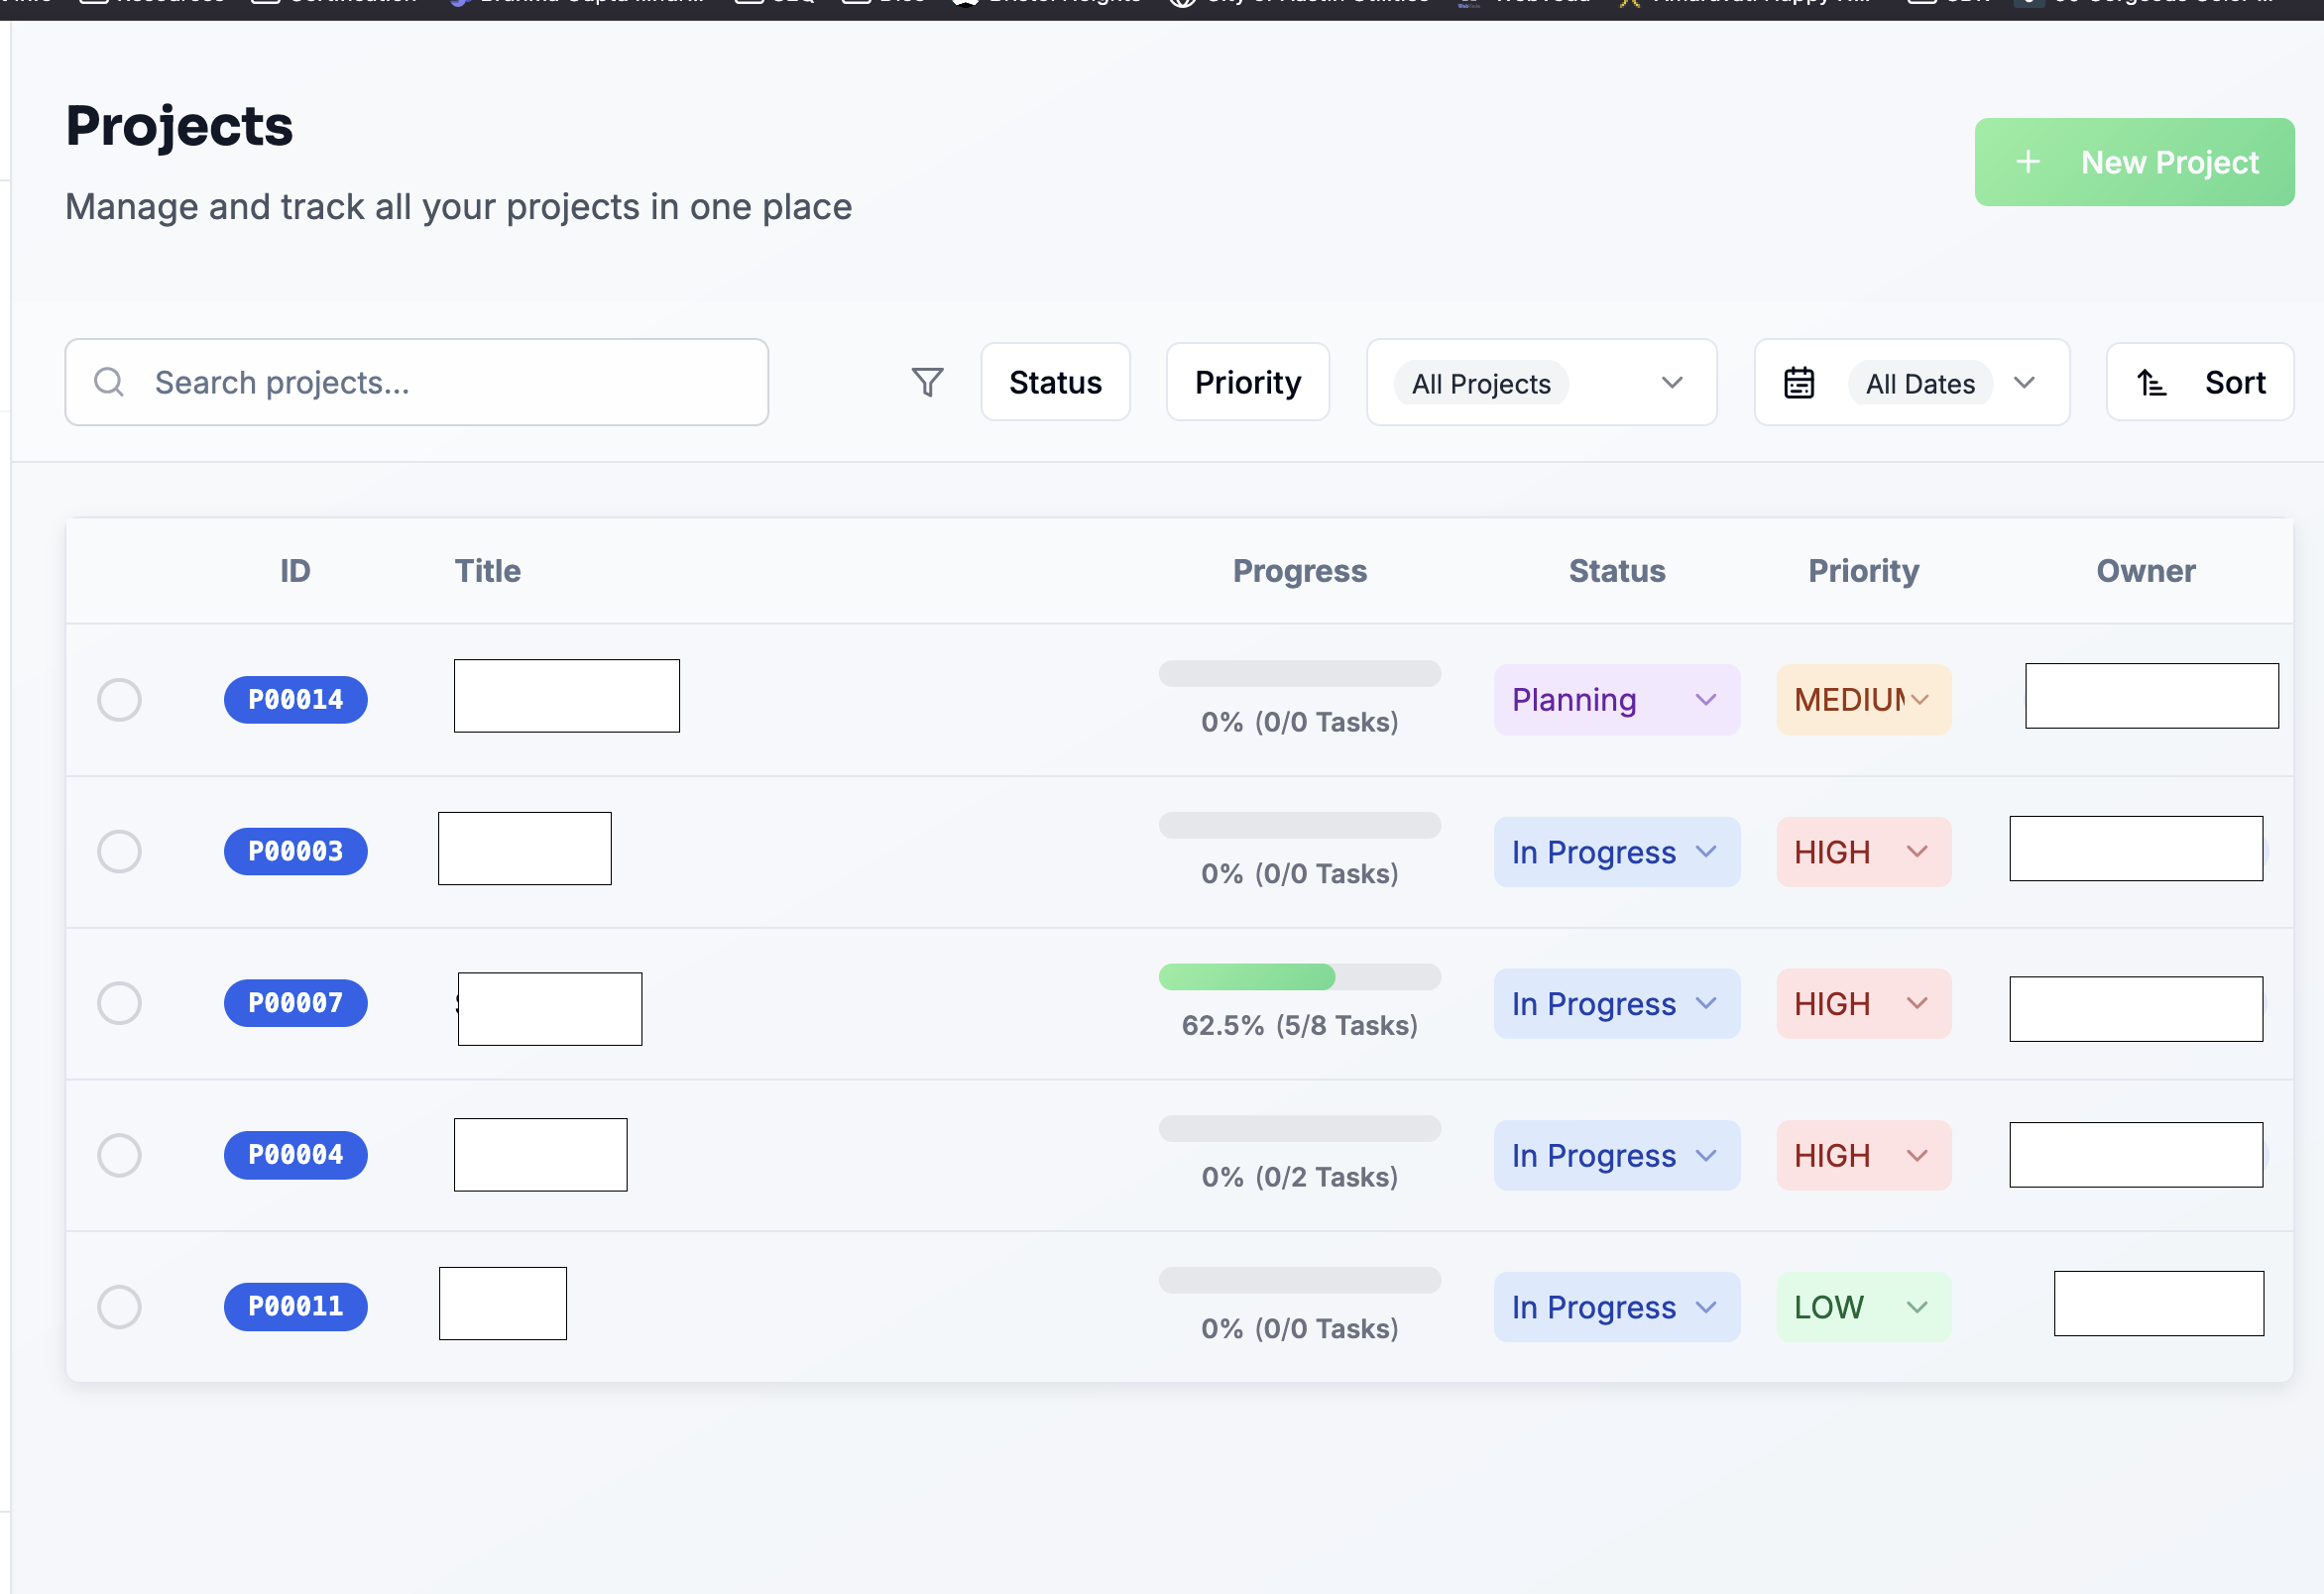 Projects
Manage and track all your projects in one place
+ New Project
Search projects...
Status
Priority
All Projects
All Dates
Sort
ID Title Progress Status Priority Owner
P00014 0% (0/0 Tasks) Planning MEDIUM
P00003 0% (0/0 Tasks) In Progress HIGH
P00007 62.5% (5/8 Tasks) In Progress HIGH
P00004 0% (0/2 Tasks) In Progress HIGH
P00011 0% (0/0 Tasks) In Progress LOW